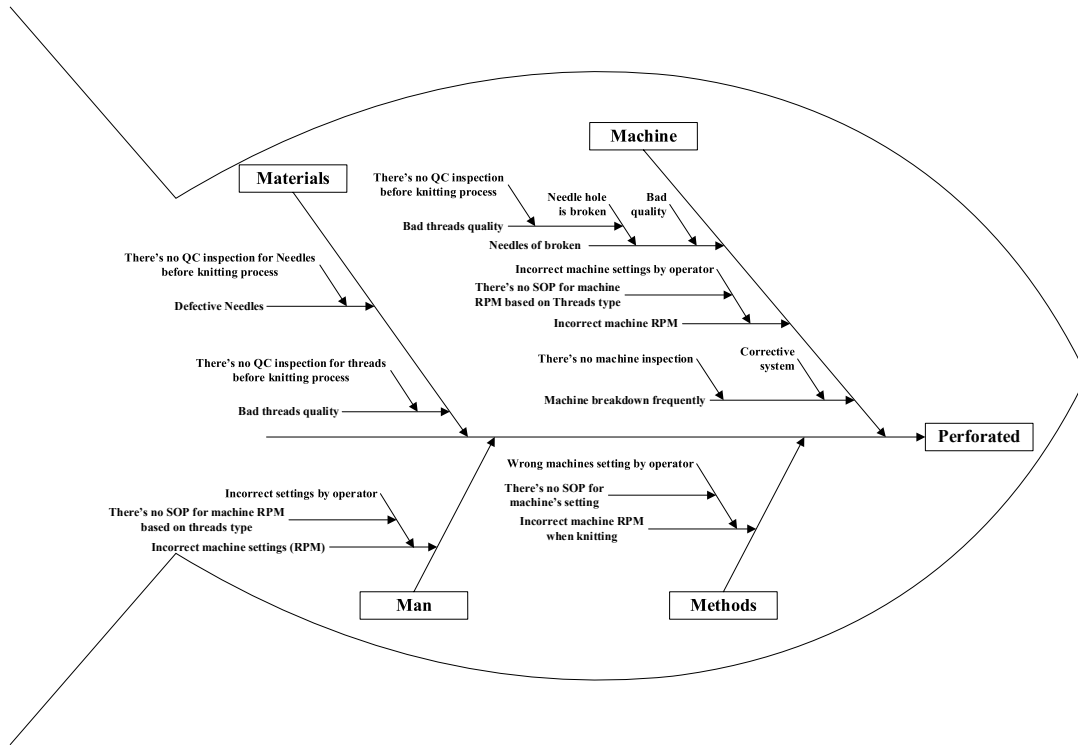 Machine
Materials
There's no QC inspection
before knitting process
Needle hole
is broken
Bad
quality
Bad threads quality
Needles of broken
There's no QC inspection for Needles
before knitting process
Incorrect machine settings by operator
There's no SOP for machine
RPM based on Threads type
Defective Needles
Incorrect machine RPM
There's no QC inspection for threads
before knitting process
There's no machine inspection
Corrective
system
Bad threads quality
Machine breakdown frequently
Perforated
Incorrect settings by operator
There's no SOP for machine RPM
based on threads type
Incorrect machine settings (RPM)
Wrong machines setting by operator
There's no SOP for
machine's setting
Incorrect machine RPM
when knitting
Man
Methods